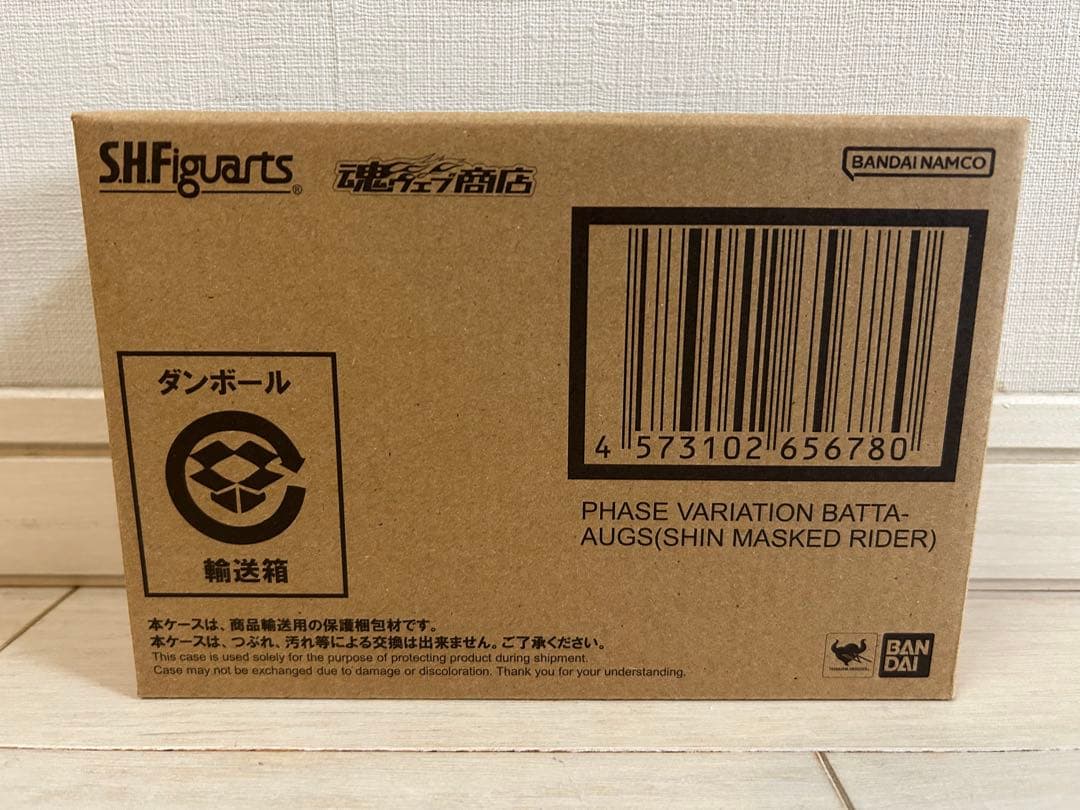 S.H.Figuarts®
魂ウェブ商店
BANDAI NAMCO
4 573102 656780
PHASE VARIATION BATTA-
AUGS(SHIN MASKED RIDER)
ダンボール
輸送箱
本ケースは、商品輸送用の保護梱包材です。
本ケースは、つぶれ、汚れ等による交換は出来ません。ご了承ください。
This case is used solely for the purpose of protecting product during shipment.
Case may not be exchanged due to damage or discoloration. Thank you for your understanding.
BAN
DAI